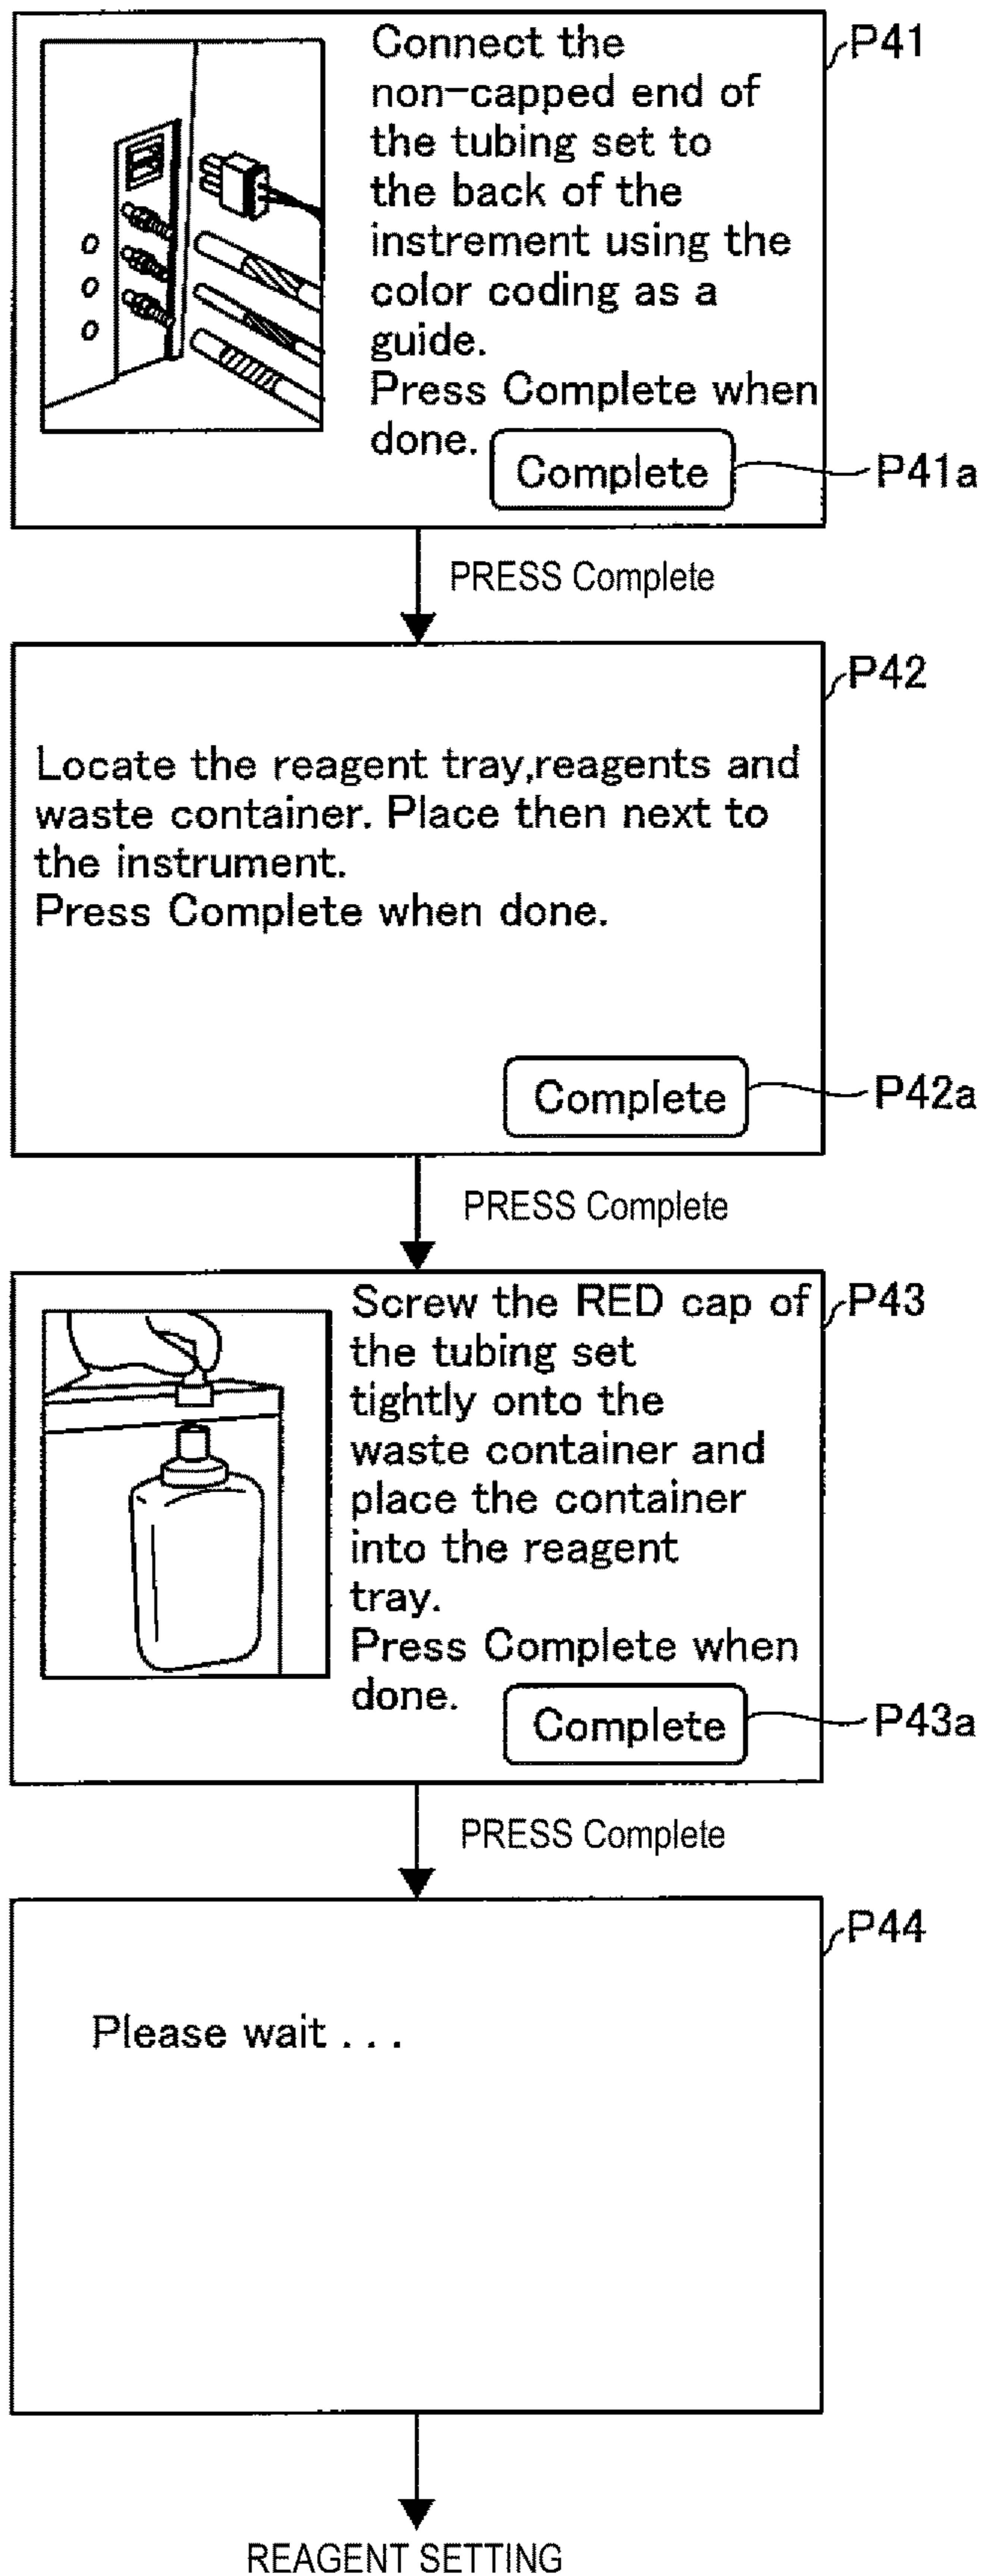 Connect the
non-capped end of
the tubing set to
the back of the
instrement using the
color coding as a
guide.
Press Complete when
done.
Complete
P41
P41a
PRESS Complete
P42
Locate the reagent tray,reagents and
waste container. Place then next to
the instrument.
Press Complete when done.
Complete
P42a
PRESS Complete
Screw the RED cap of
the tubing set
tightly onto the
waste container and
place the container
into the reagent
tray.
Press Complete when
done.
Complete
P43
P43a
PRESS Complete
P44
Please wait . . .
REAGENT SETTING